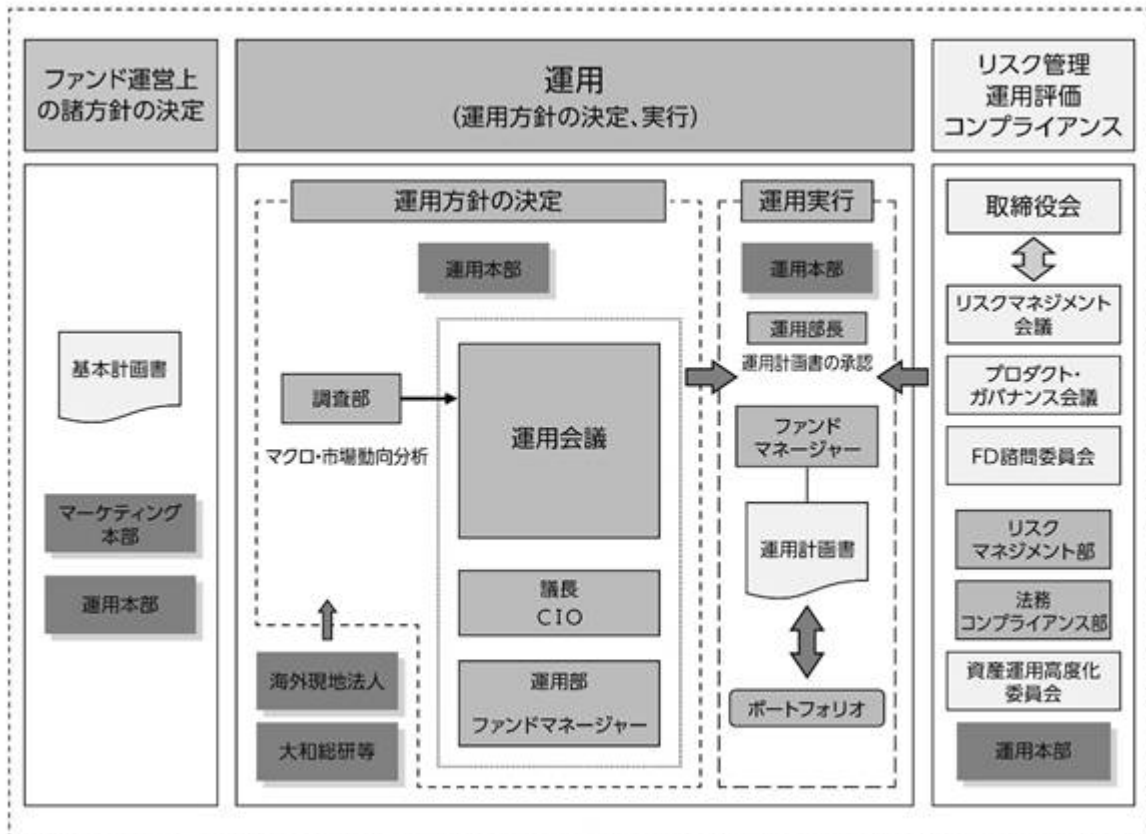 ファンド運営上
の諸方針の決定
運用
(運用方針の決定、実行)
リスク管理
運用評価
コンプライアンス
基本計画書
マーケティング
本部
運用本部
運用方針の決定
運用本部
調査部
マクロ・市場動向分析
運用会議
議長
CIO
運用部
ファンドマネージャー
海外現地法人
大和総研等
運用実行
運用本部
運用部長
運用計画書の承認
ファンド
マネージャー
運用計画書
ポートフォリオ
取締役会
リスクマネジメント
会議
プロダクト・
ガバナンス会議
FD諮問委員会
リスク
マネジメント部
法務
コンプライアンス部
資産運用高度化
委員会
運用本部